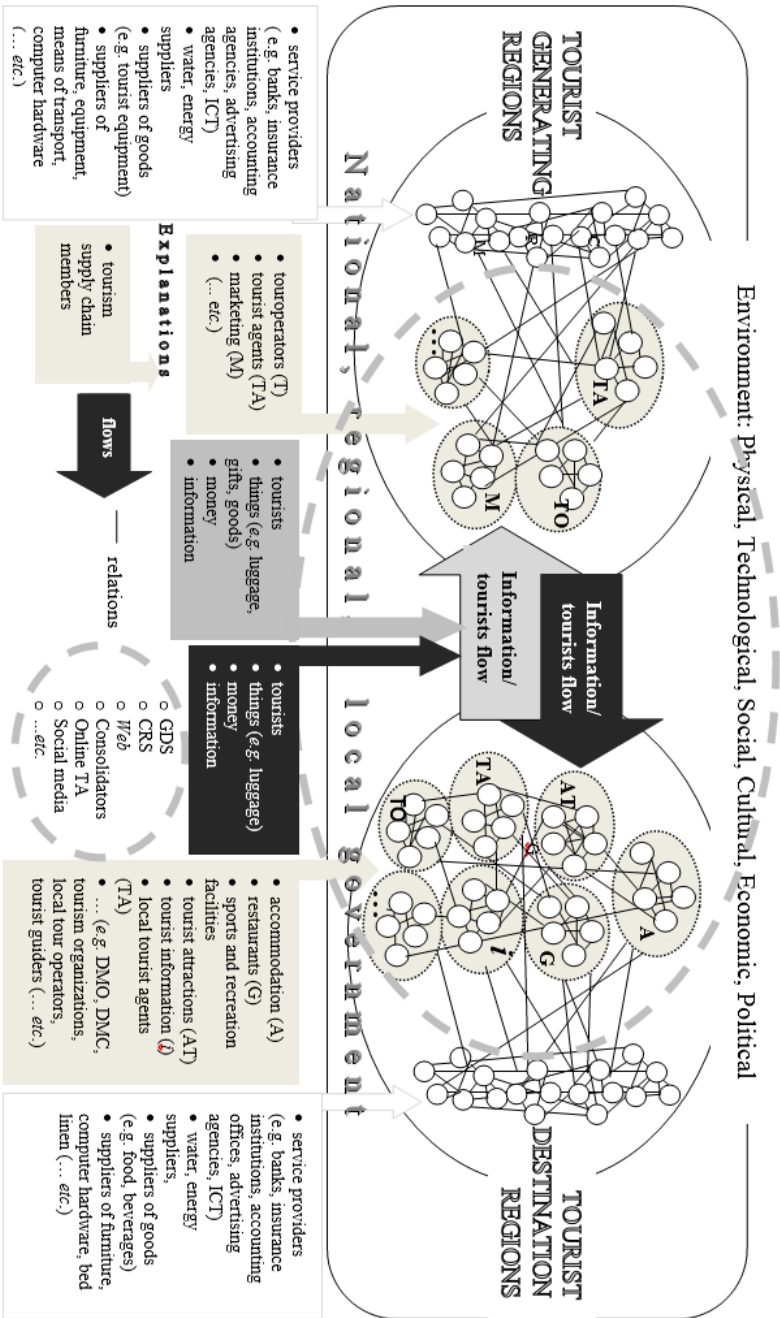 Environment: Physical, Technological, Social, Cultural, Economic, Political
TOURIST
GENERATING
REGIONS
TOURIST
DESTINATION
REGIONS
TA
TO
M
...
Information/
tourists flow
Information/
tourists flow
A
AT
G
TA
i
TO
...
National, regional, local government
• service providers
( e.g. banks, insurance
institutions, accounting
agencies, advertising
agencies, ICT)
• water, energy
suppliers
• suppliers of goods
(e.g. tourist equipment)
• suppliers of
furniture, equipment,
means of transport,
computer hardware
(... etc.)
• touroperators (T)
• tourist agents (TA)
• marketing (M)
• (... etc.)
• tourists
• things (e.g. luggage,
gifts, goods)
• money
• information
• tourists
• things (e.g. luggage)
• money
• information
• accommodation (A)
• restaurants (G)
• sports and recreation
facilities
• tourist attractions (AT)
• tourist information (i)
• local tourist agents
(TA)
• ... (e.g. DMO, DMC,
tourism organizations,
local tour operators,
tourist guiders (... etc.)
• service providers
(e.g. banks, insurance
institutions, accounting
offices, advertising
agencies, ICT)
• water, energy
suppliers,
• suppliers of goods
(e.g. food, beverages)
• suppliers of furniture,
computer hardware, bed
linen (... etc.)
Explanations
• tourism
supply chain
members
flows
relations
○ GDS
○ CRS
○ Web
○ Consolidators
○ Online TA
○ Social media
○ ...etc.